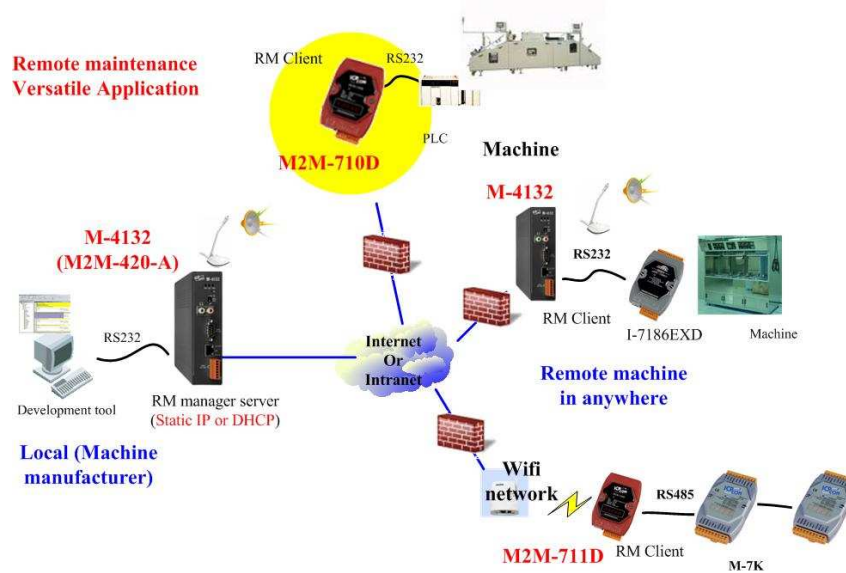 Remote maintenance
Versatile Application
RM Client
RS232
PLC
M2M-710D
Machine
M-4132
RS232
RM Client
I-7186EXD
Machine
Remote machine
in anywhere
M-4132
(M2M-420-A)
RS232
Development tool
RM manager server
(Static IP or DHCP)
Local (Machine
manufacturer)
Internet
Or
Intranet
Wifi
network
M2M-711D
RM Client
RS485
M-7K